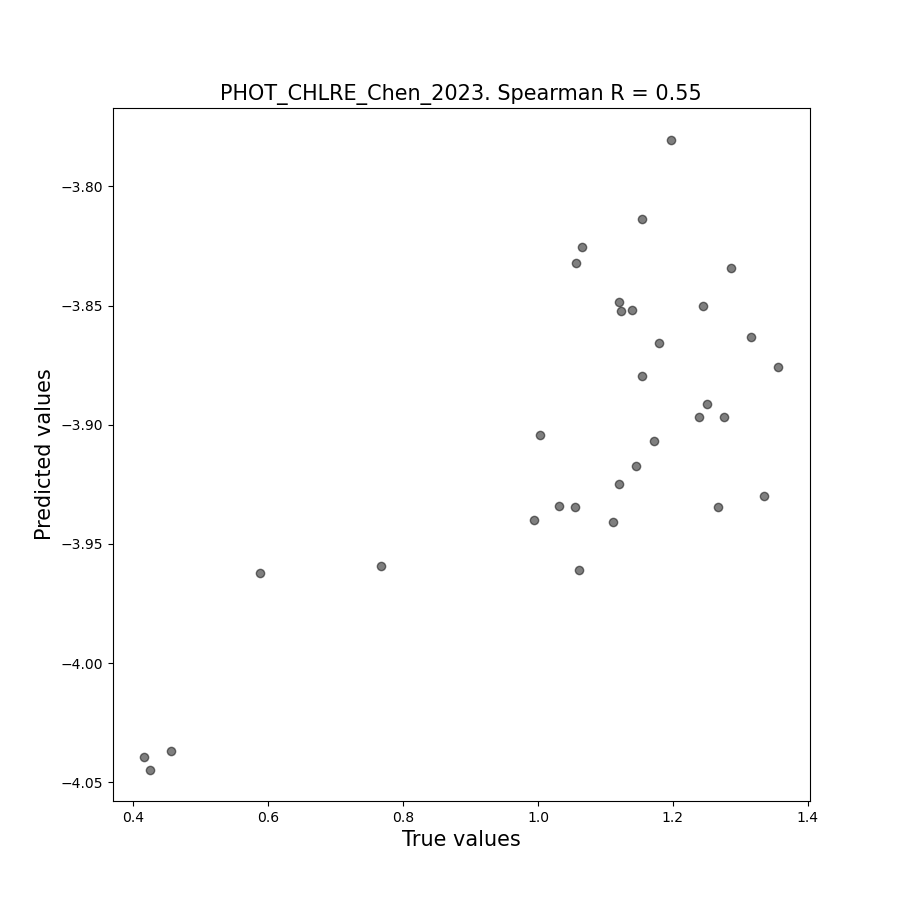 PHOT_CHLRE_Chen_2023. Spearman R = 0.55
Predicted values
−3.80
−3.85
−3.90
−3.95
−4.00
−4.05
0.4 0.6 0.8 1.0 1.2 1.4
True values